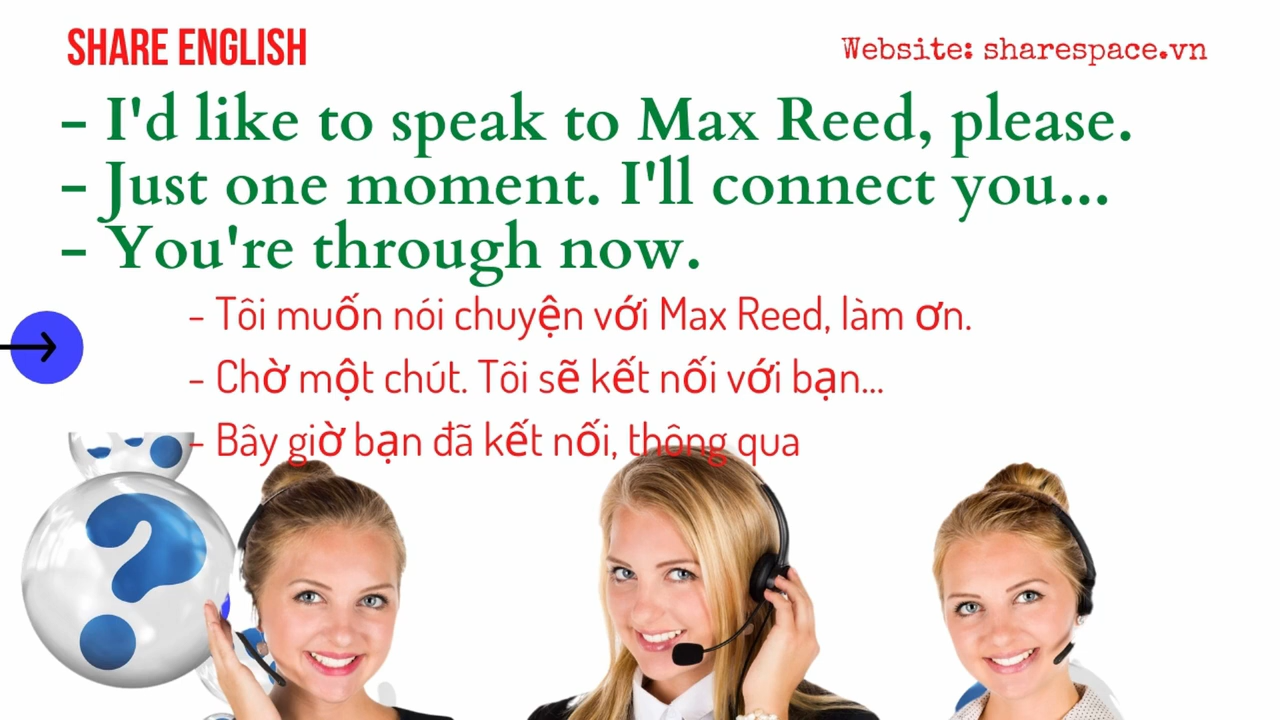 SHARE ENGLISH
Website: sharespace.vn
- I'd like to speak to Max Reed, please.
- Just one moment. I'll connect you...
- You're through now.
- Tôi muốn nói chuyện với Max Reed, làm ơn.
- Chờ một chút. Tôi sẽ kết nối với bạn...
- Bây giờ bạn đã kết nối, thông qua